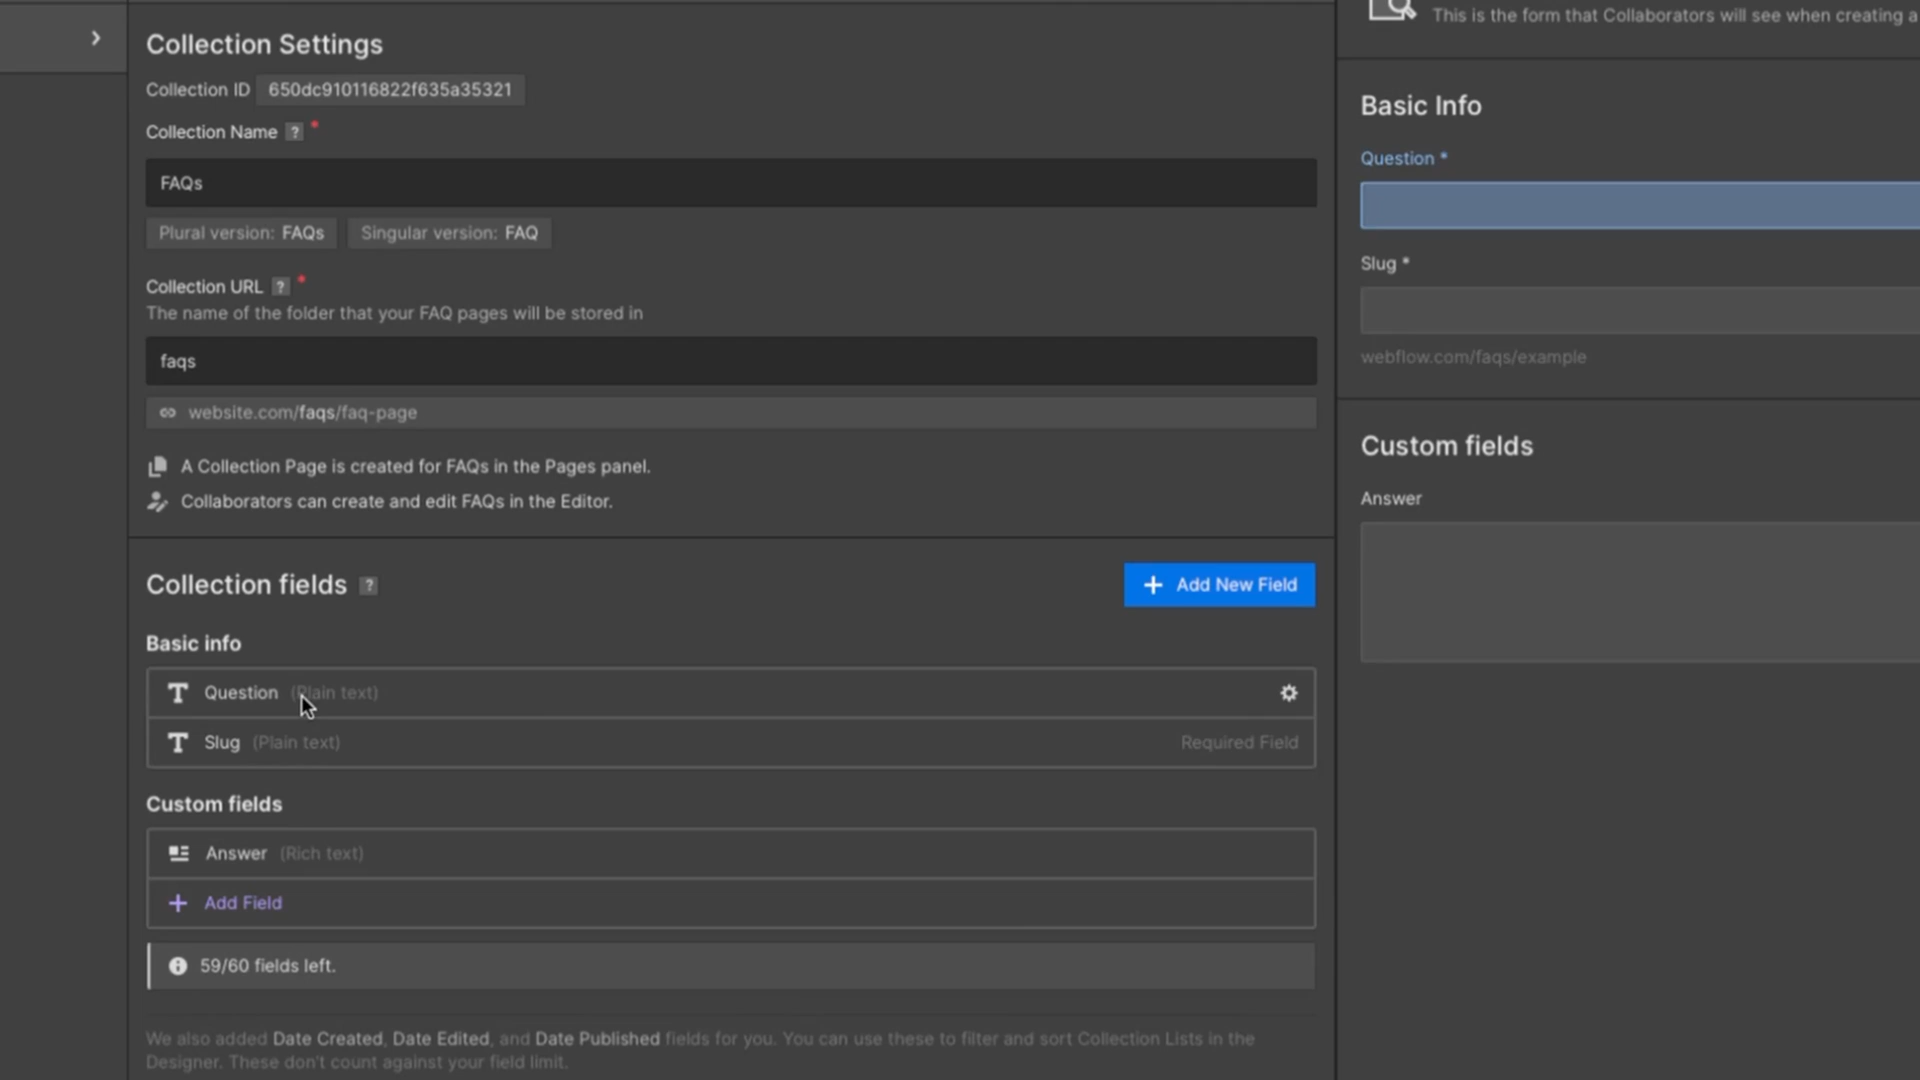 Collection Settings
Collection ID 650dc910116822f635a35321
Collection Name ? *
FAQs
Plural version: FAQs Singular version: FAQ
Collection URL ? *
The name of the folder that your FAQ pages will be stored in
faqs
website.com/faqs/faq-page
A Collection Page is created for FAQs in the Pages panel.
Collaborators can create and edit FAQs in the Editor.
Collection fields ?
+ Add New Field
Basic info
Question (Plain text)
Slug (Plain text) Required Field
Custom fields
Answer (Rich text)
+ Add Field
59/60 fields left.
We also added Date Created, Date Edited, and Date Published fields for you. You can use these to filter and sort Collection Lists in the
Designer. These don't count against your field limit.
This is the form that Collaborators will see when creating a
Basic Info
Question *
Slug *
webflow.com/faqs/example
Custom fields
Answer